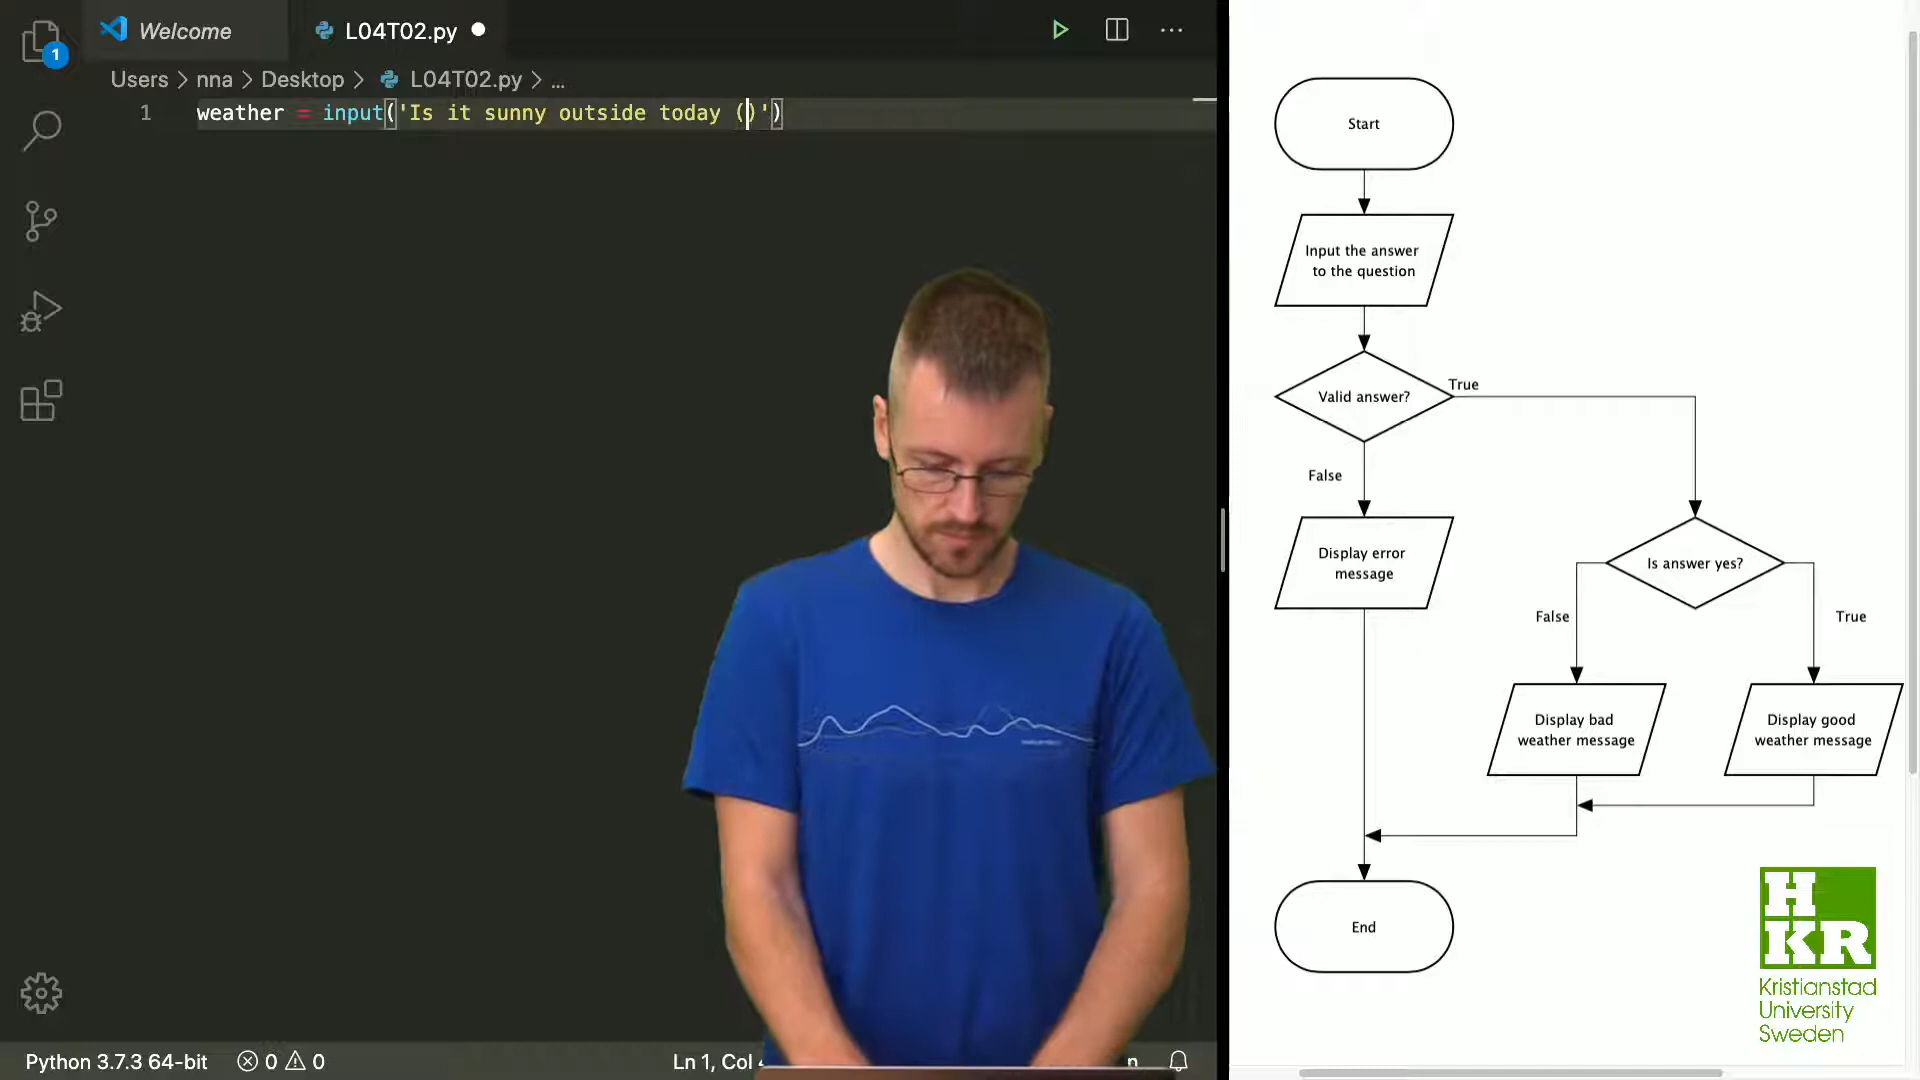 1
Welcome
L04T02.py
Users > nna > Desktop > L04T02.py > ...
1 weather = input('Is it sunny outside today ()')
Python 3.7.3 64-bit
0
0
Ln 1, Col
n
Start
Input the answer
to the question
Valid answer?
True
False
Display error
message
Is answer yes?
False
True
Display bad
weather message
Display good
weather message
End
HKR
Kristianstad
University
Sweden